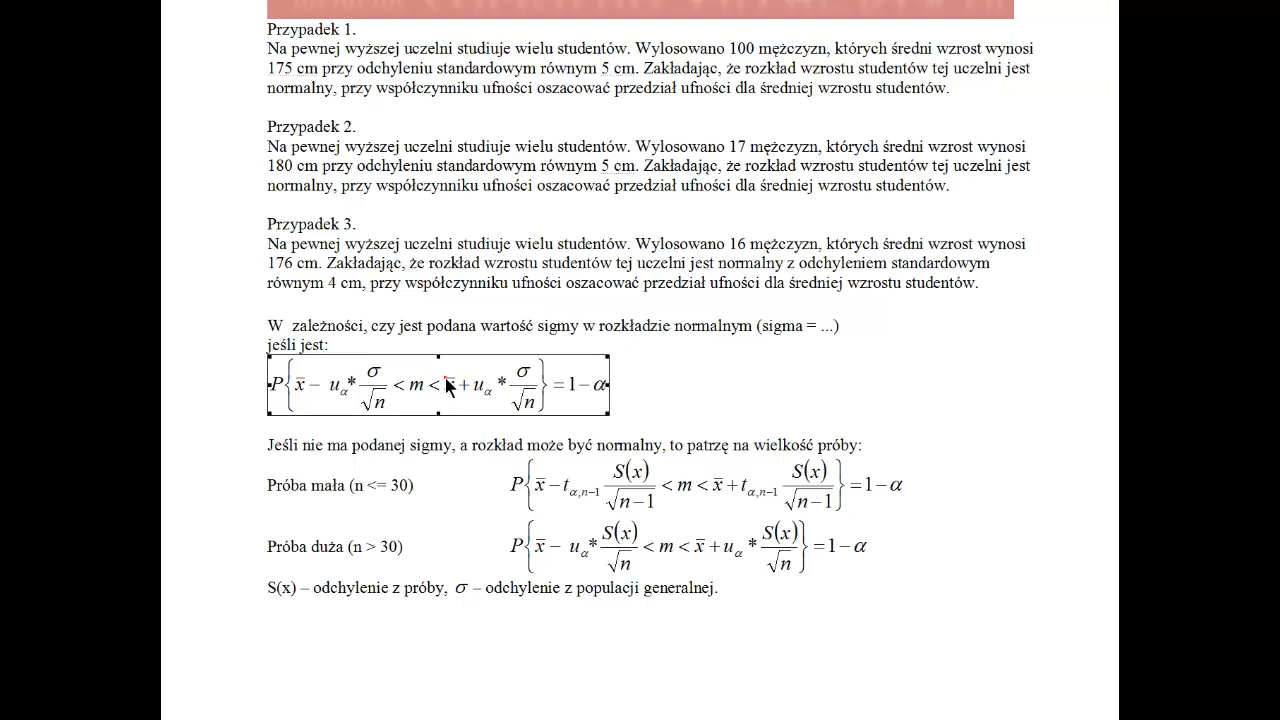 Przypadek 1.
Na pewnej wyższej uczelni studiuje wielu studentów. Wylosowano 100 mężczyzn, których średni wzrost wynosi
175 cm przy odchyleniu standardowym równym 5 cm. Zakładając, że rozkład wzrostu studentów tej uczelni jest
normalny, przy współczynniku ufności oszacować przedział ufności dla średniej wzrostu studentów.
Przypadek 2.
Na pewnej wyższej uczelni studiuje wielu studentów. Wylosowano 17 mężczyzn, których średni wzrost wynosi
180 cm przy odchyleniu standardowym równym 5 cm. Zakładając, że rozkład wzrostu studentów tej uczelni jest
normalny, przy współczynniku ufności oszacować przedział ufności dla średniej wzrostu studentów.
Przypadek 3.
Na pewnej wyższej uczelni studiuje wielu studentów. Wylosowano 16 mężczyzn, których średni wzrost wynosi
176 cm. Zakładając, że rozkład wzrostu studentów tej uczelni jest normalny z odchyleniem standardowym
równym 4 cm, przy współczynniku ufności oszacować przedział ufności dla średniej wzrostu studentów.
W zależności, czy jest podana wartość sigmy w rozkładzie normalnym (sigma = ...)
jeśli jest:
P{x̄ − u_α * σ/√n < m < x̄ + u_α * σ/√n} = 1 − α
Jeśli nie ma podanej sigmy, a rozkład może być normalny, to patrzę na wielkość próby:
Próba mała (n <= 30) P{x̄ − t_α,n−1 S(x)/√n−1 < m < x̄ + t_α,n−1 S(x)/√n−1} = 1 − α
Próba duża (n > 30) P{x̄ − u_α * S(x)/√n < m < x̄ + u_α * S(x)/√n} = 1 − α
S(x) – odchylenie z próby, σ – odchylenie z populacji generalnej.